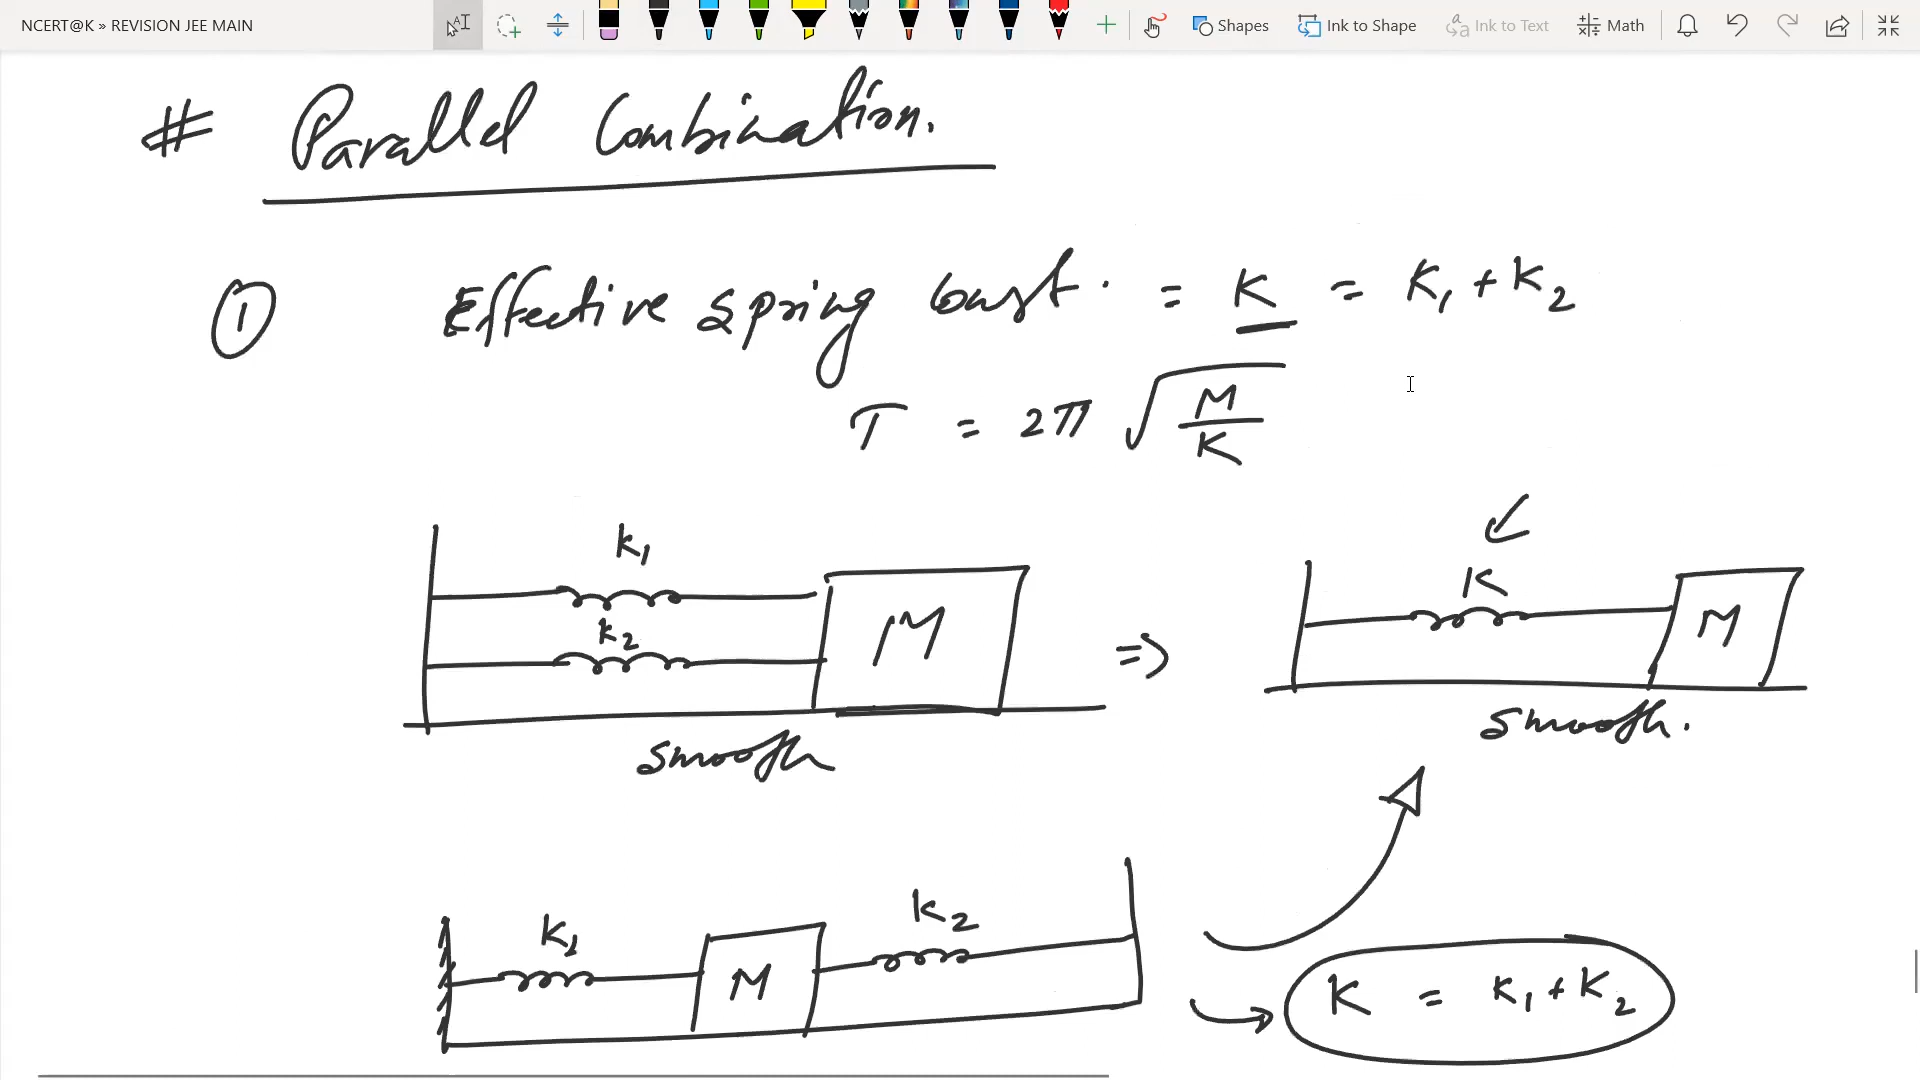 NCERT@K » REVISION JEE MAIN
Shapes Ink to Shape Ink to Text Math
# Parallel Combination.
① Effective spring const. = K = K₁ + K₂
T = 2π √(M/K)
k₁
k₂
M
smooth
⇒
K
M
smooth.
K₁
M
K₂
K = K₁ + K₂